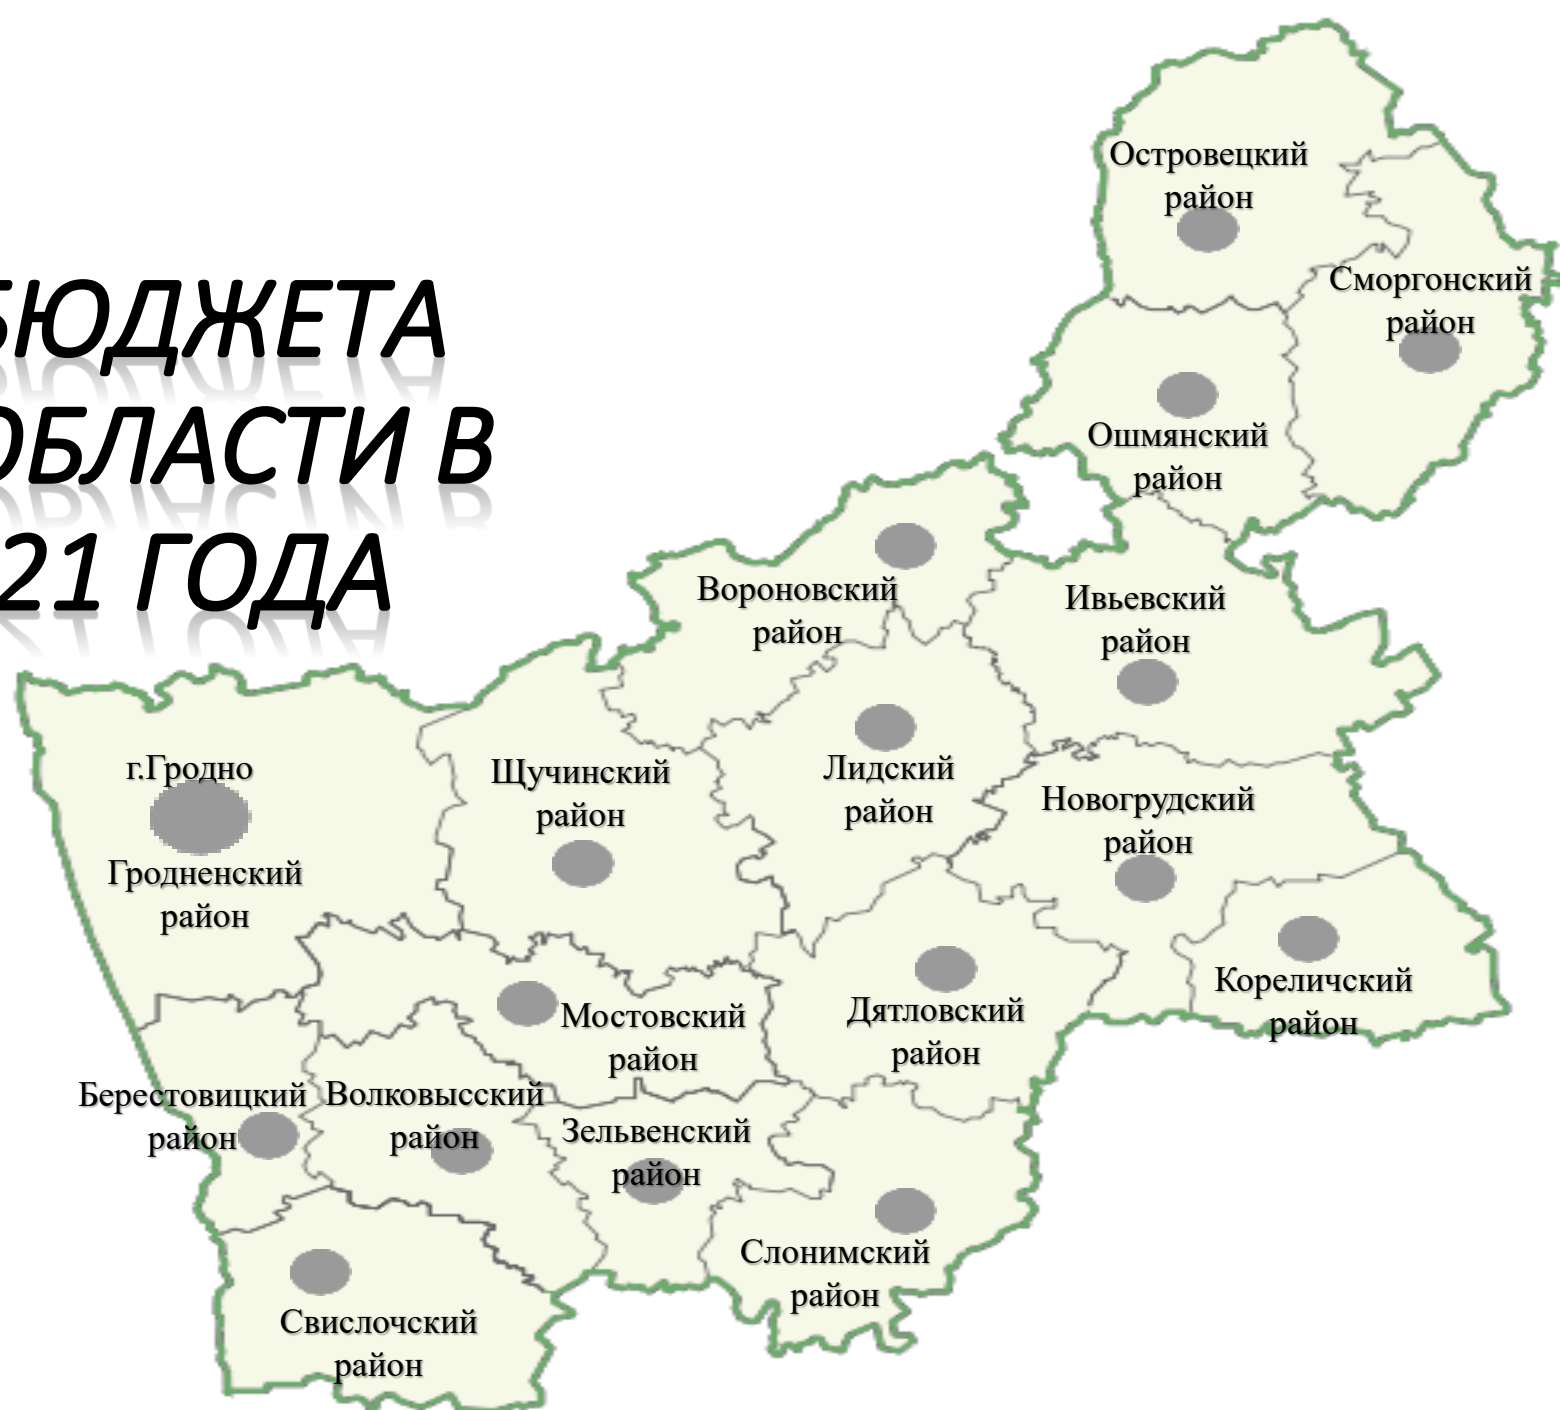 БЮДЖЕТА
ОБЛАСТИ В
21 ГОДА
Островецкий
район
Сморгонский
район
Ошмянский
район
Вороновский
район
Ивьевский
район
г.Гродно
Гродненский
район
Щучинский
район
Лидский
район
Новогрудский
район
Кореличский
район
Мостовский
район
Дятловский
район
Берестовицкий
район
Волковысский
район
Зельвенский
район
Слонимский
район
Свислочский
район